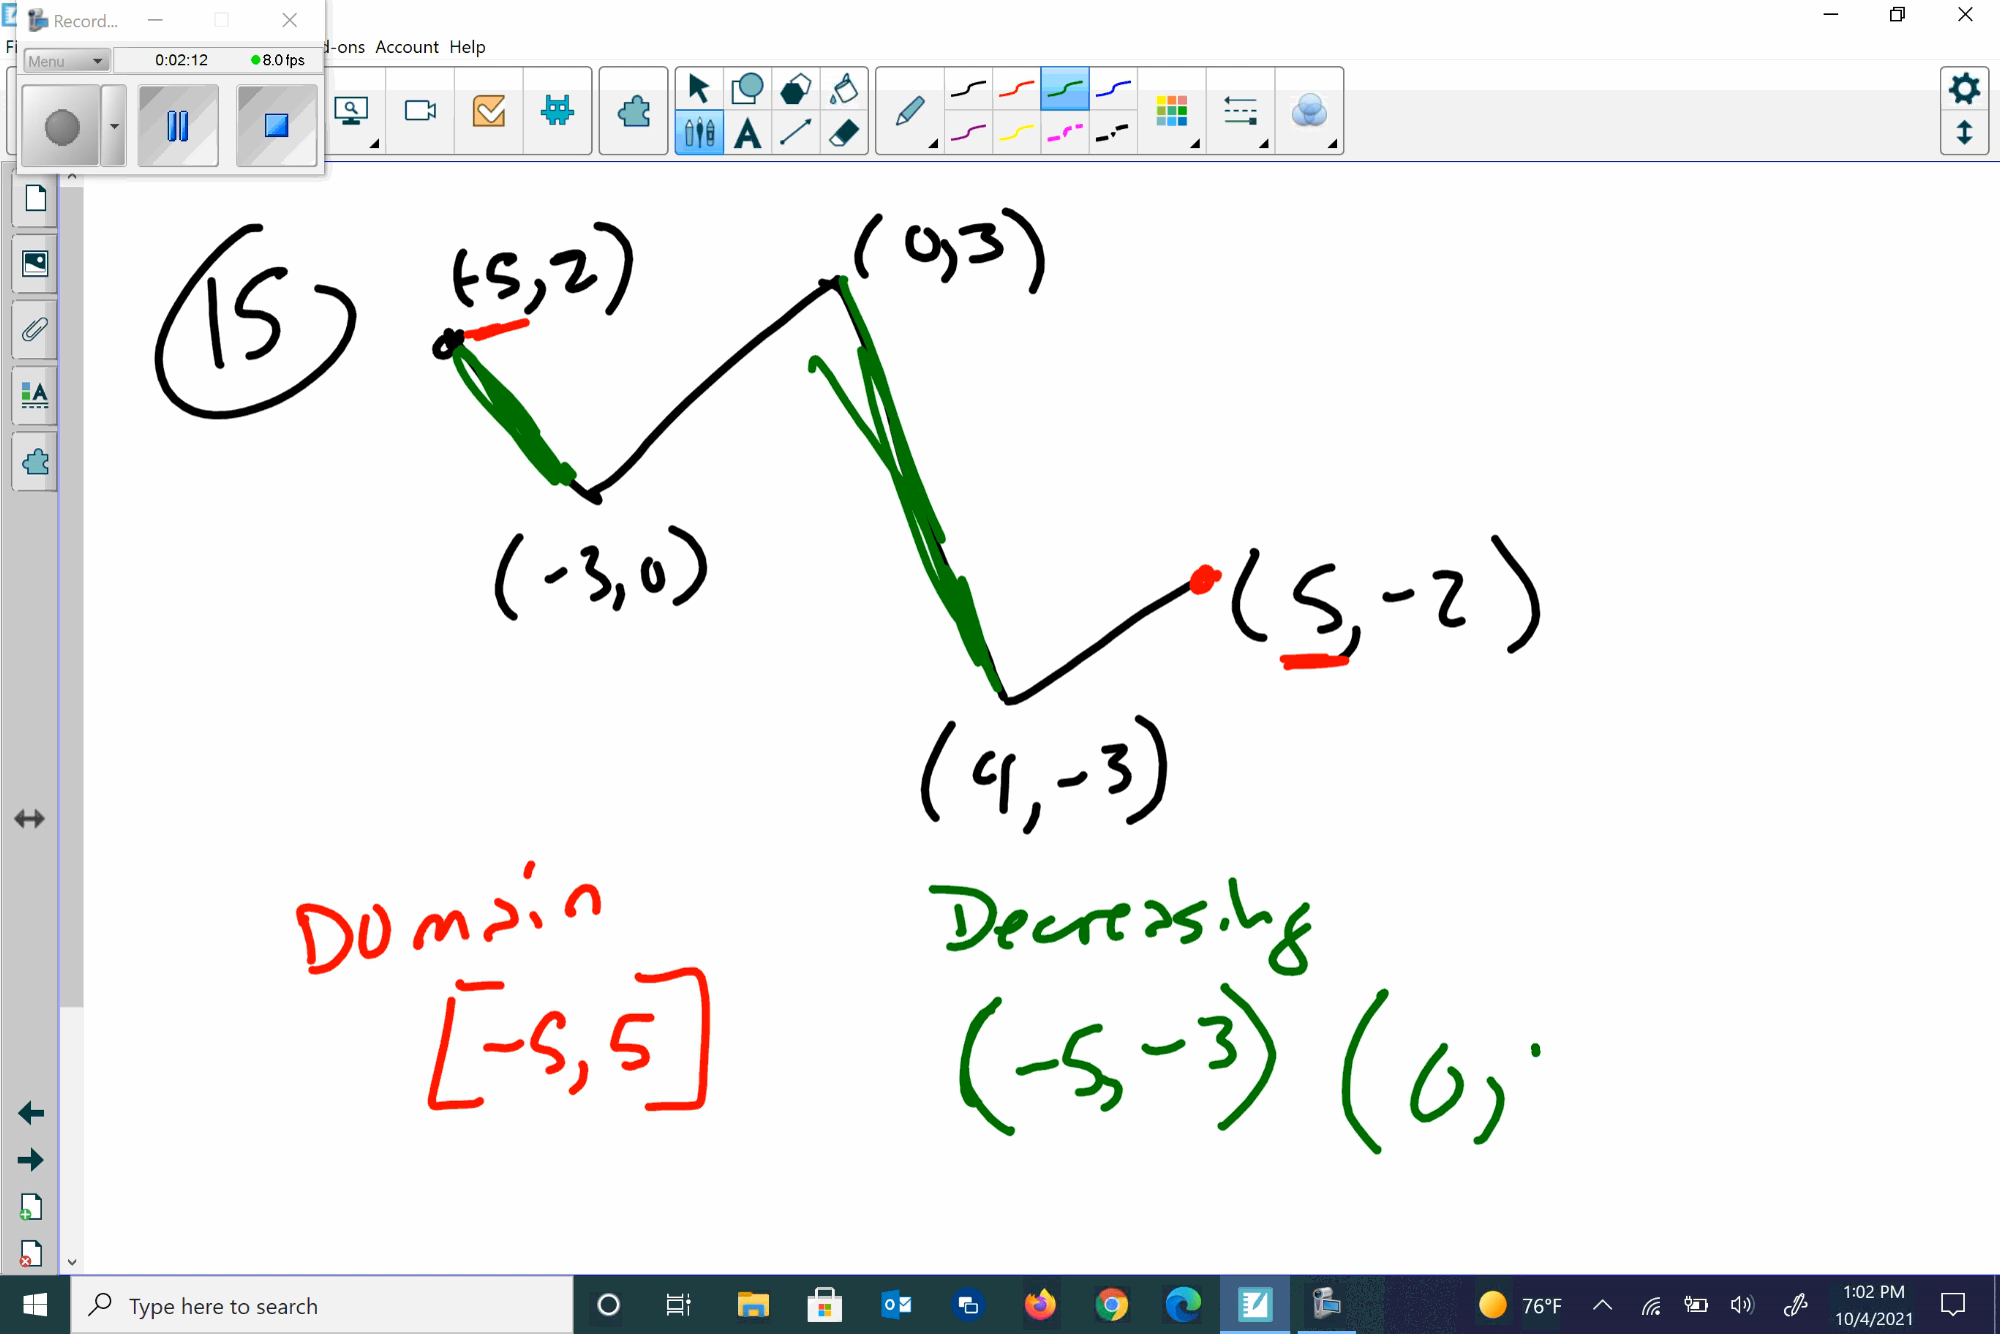 Record...
Menu 0:02:12 8.0 fps
d-ons Account Help
15
(-5,2)
(0,3)
(-3,0)
(5,-2)
(4,-3)
Domain
[-5,5]
Decreasing
(-5,-3) (0,
Type here to search
76°F
1:02 PM
10/4/2021